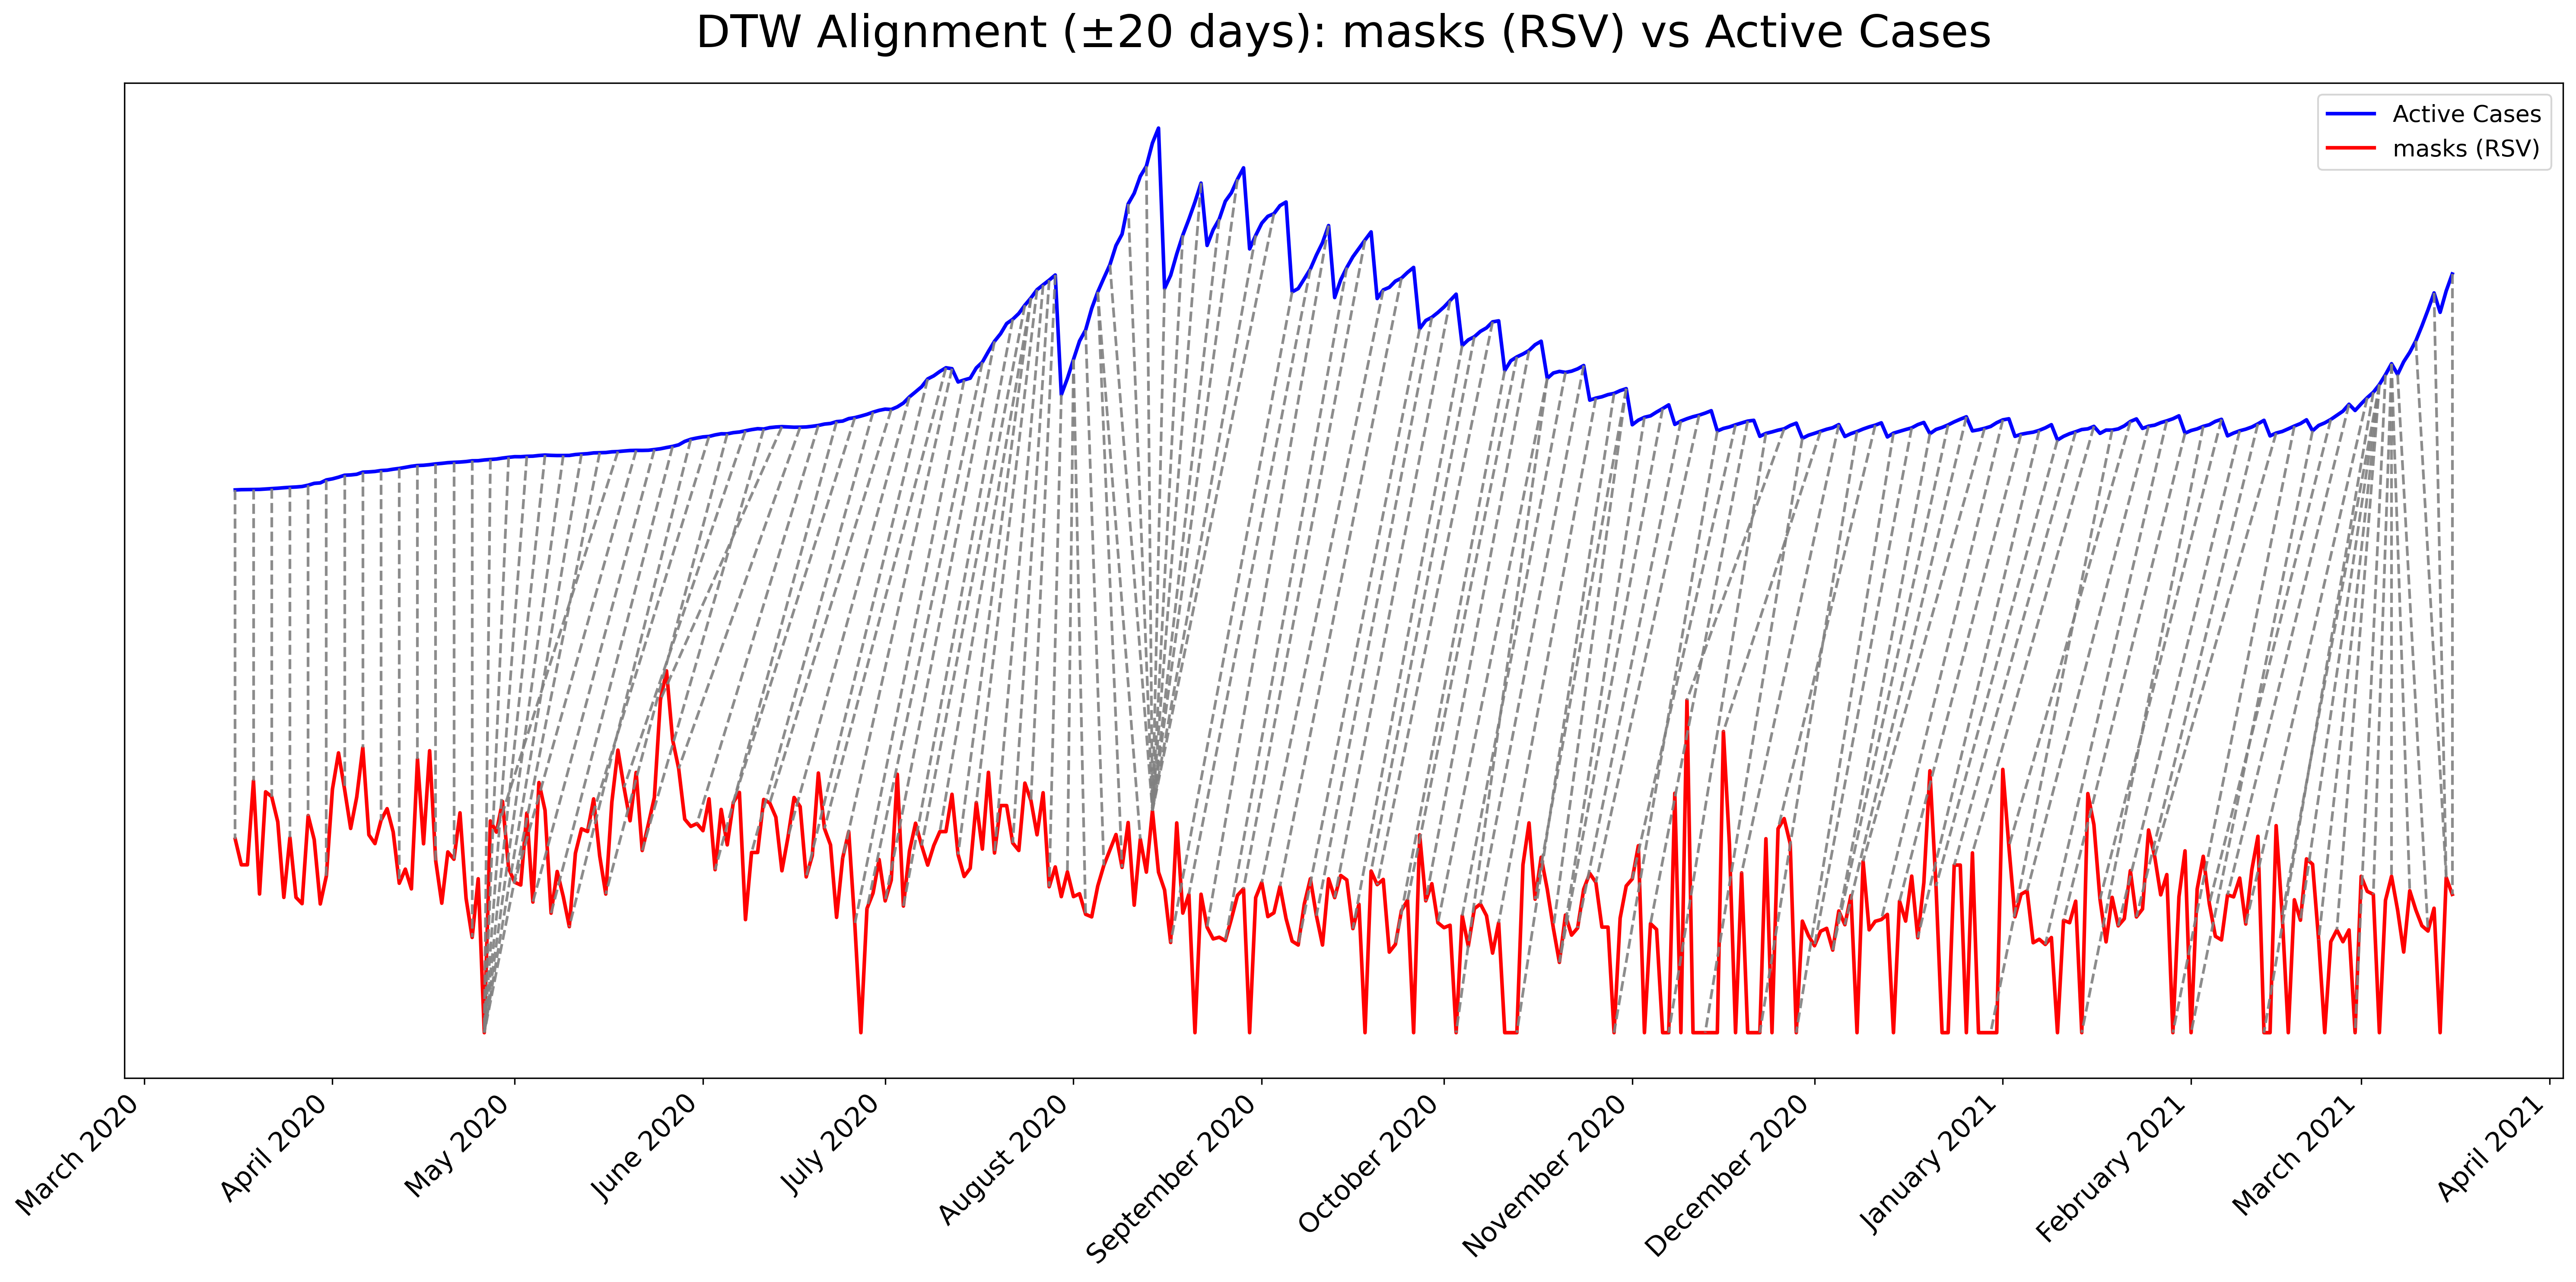 DTW Alignment (±20 days): masks (RSV) vs Active Cases
Active Cases
masks (RSV)
March 2020
April 2020
May 2020
June 2020
July 2020
August 2020
September 2020
October 2020
November 2020
December 2020
January 2021
February 2021
March 2021
April 2021